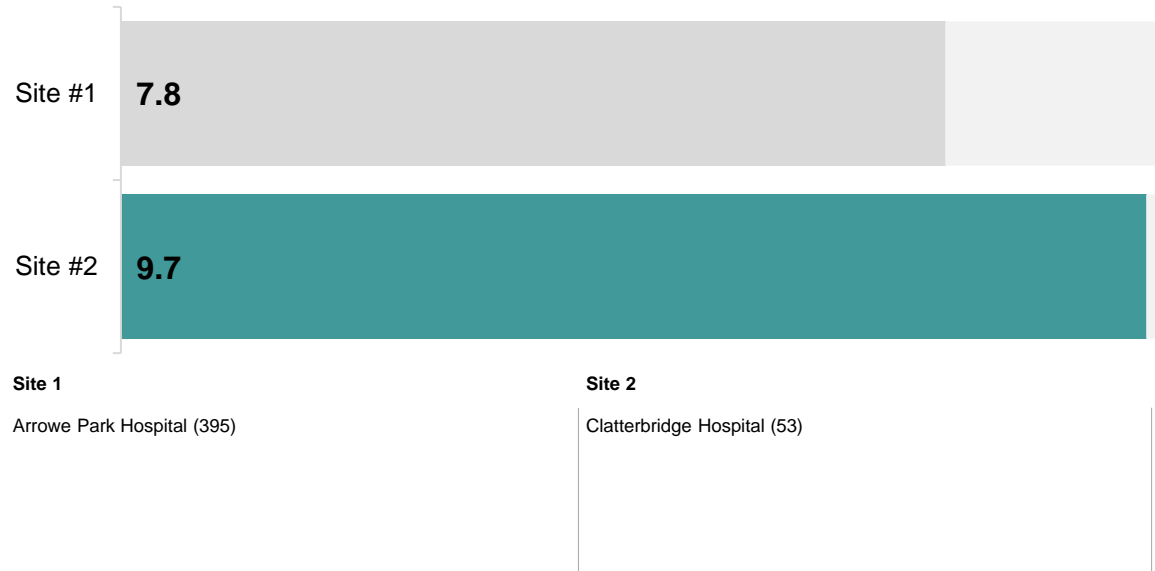 Site #1 7.8
Site #2 9.7
Site 1
Arrowe Park Hospital (395)
Site 2
Clatterbridge Hospital (53)